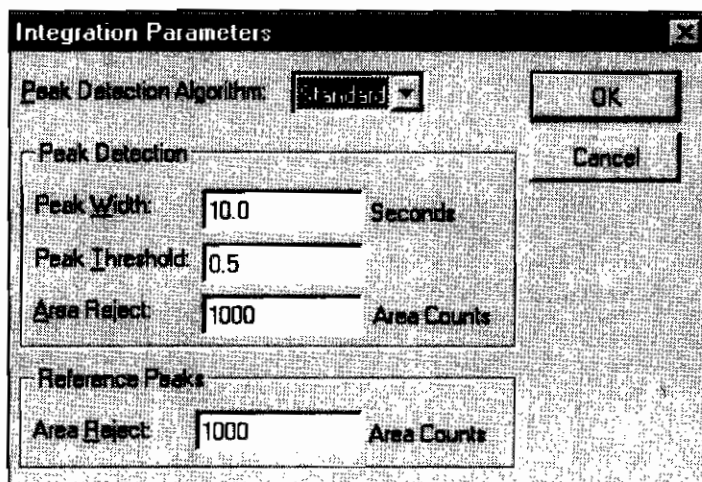 Integration Parameters
Peak Detection Algorithm: Standard
OK
Cancel
Peak Detection
Peak Width: 10.0 Seconds
Peak Threshold: 0.5
Area Reject: 1000 Area Counts
Reference Peaks
Area Reject: 1000 Area Counts